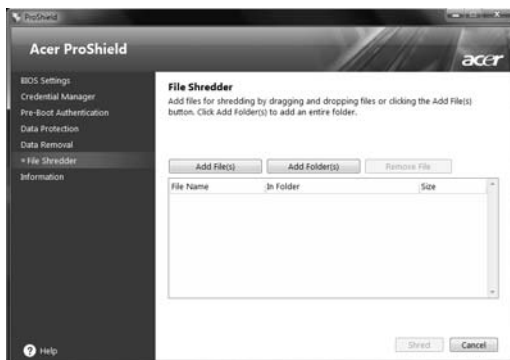 ProShield
Acer ProShield
acer
BIOS Settings
Credential Manager
Pre-Boot Authentication
Data Protection
Data Removal
File Shredder
Information
Help
File Shredder
Add files for shredding by dragging and dropping files or clicking the Add File(s)
button. Click Add Folder(s) to add an entire folder.
Add File(s) Add Folder(s) Remove File
File Name In Folder Size
Shred Cancel